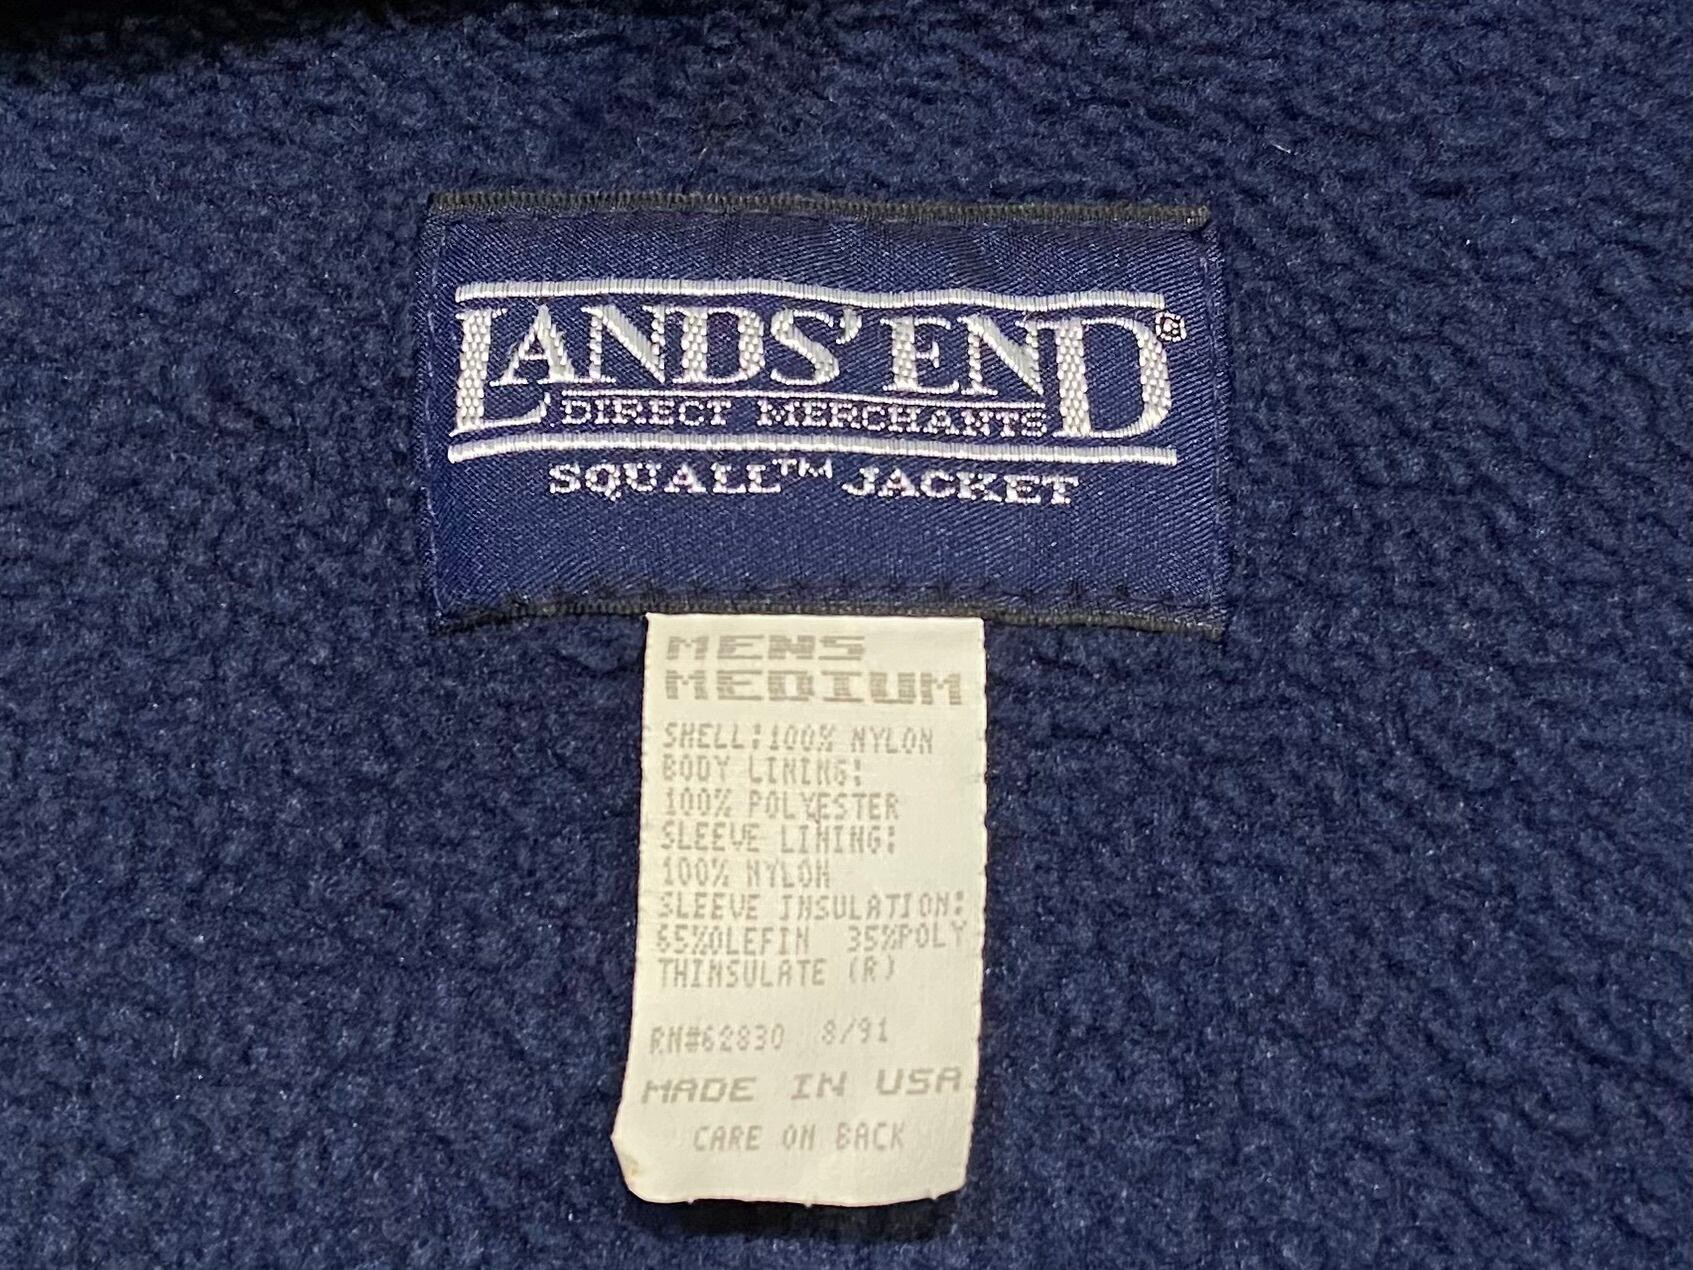 LANDS' END®
DIRECT MERCHANTS
SQUALL™ JACKET
MENS
MEDIUM
SHELL:100% NYLON
BODY LINING:
100% POLYESTER
SLEEVE LINING:
100% NYLON
SLEEVE INSULATION:
65%OLEFIN 35%POLY
THINSULATE (R)
RN#62830 8/91
MADE IN USA
CARE ON BACK